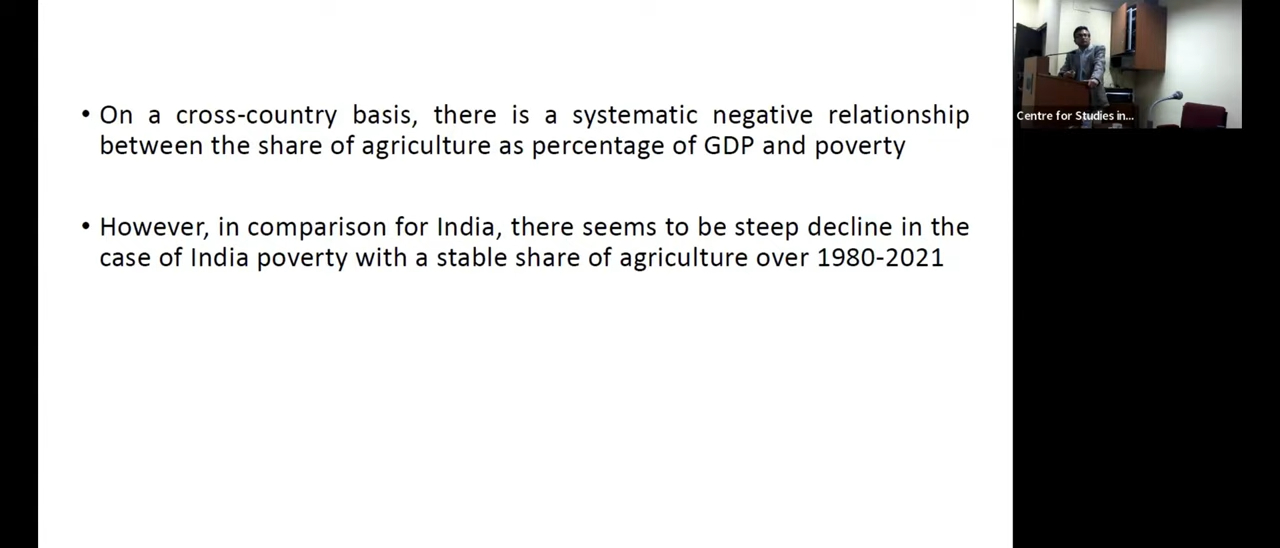 • On a cross-country basis, there is a systematic negative relationship
between the share of agriculture as percentage of GDP and poverty
• However, in comparison for India, there seems to be steep decline in the
case of India poverty with a stable share of agriculture over 1980-2021
Centre for Studies in...